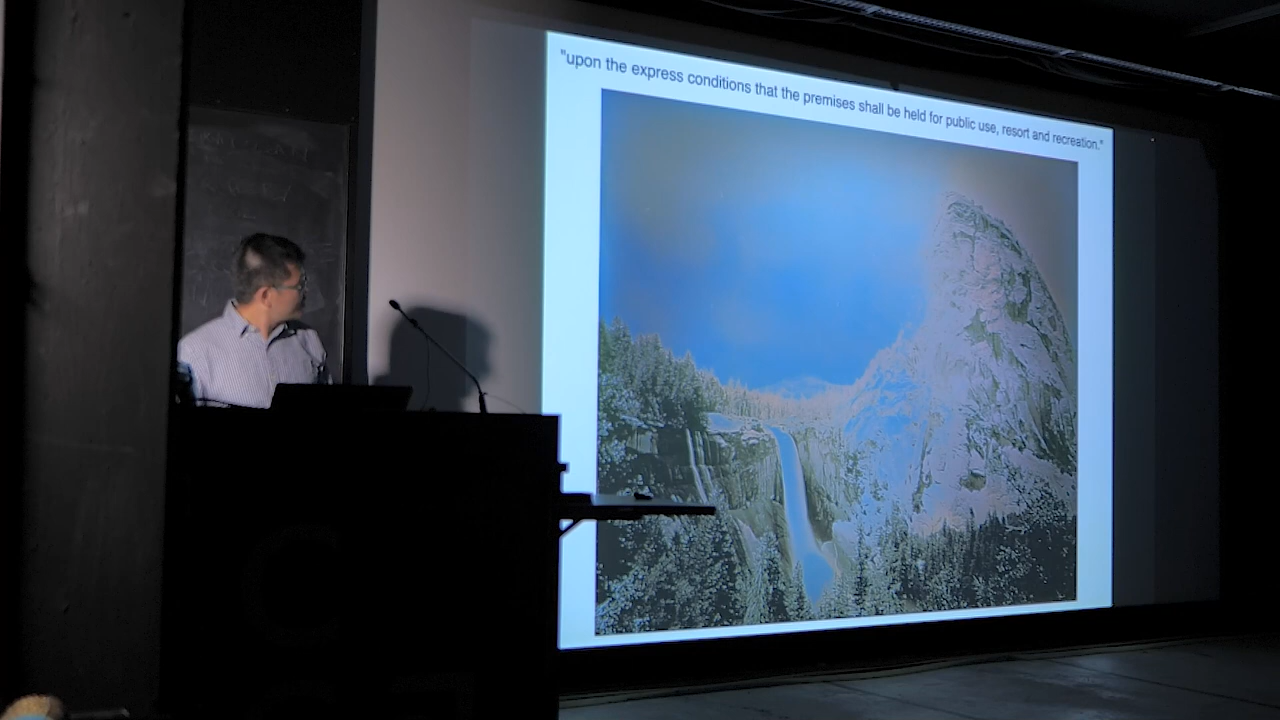 "upon the express conditions that the premises shall be held for public use, resort and recreation."